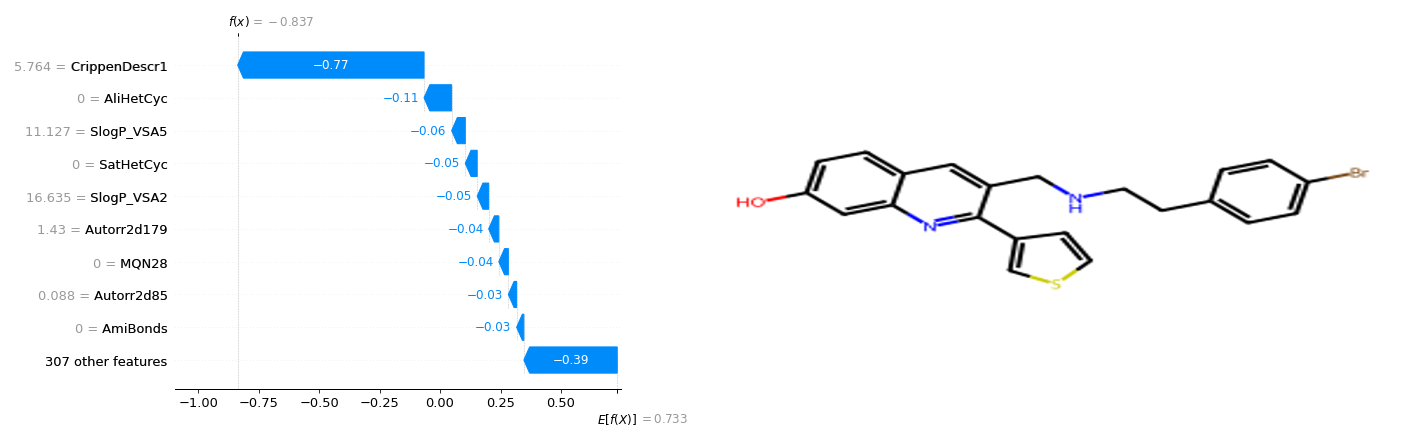 f(x) = −0.837
5.764 = CrippenDescr1
−0.77
0 = AliHetCyc
−0.11
11.127 = SlogP_VSA5
−0.06
0 = SatHetCyc
−0.05
16.635 = SlogP_VSA2
−0.05
1.43 = Autorr2d179
−0.04
0 = MQN28
−0.04
0.088 = Autorr2d85
−0.03
0 = AmiBonds
−0.03
307 other features
−0.39
−1.00 −0.75 −0.50 −0.25 0.00 0.25 0.50
E[f(X)] = 0.733
HO
N
N
H
S
Br